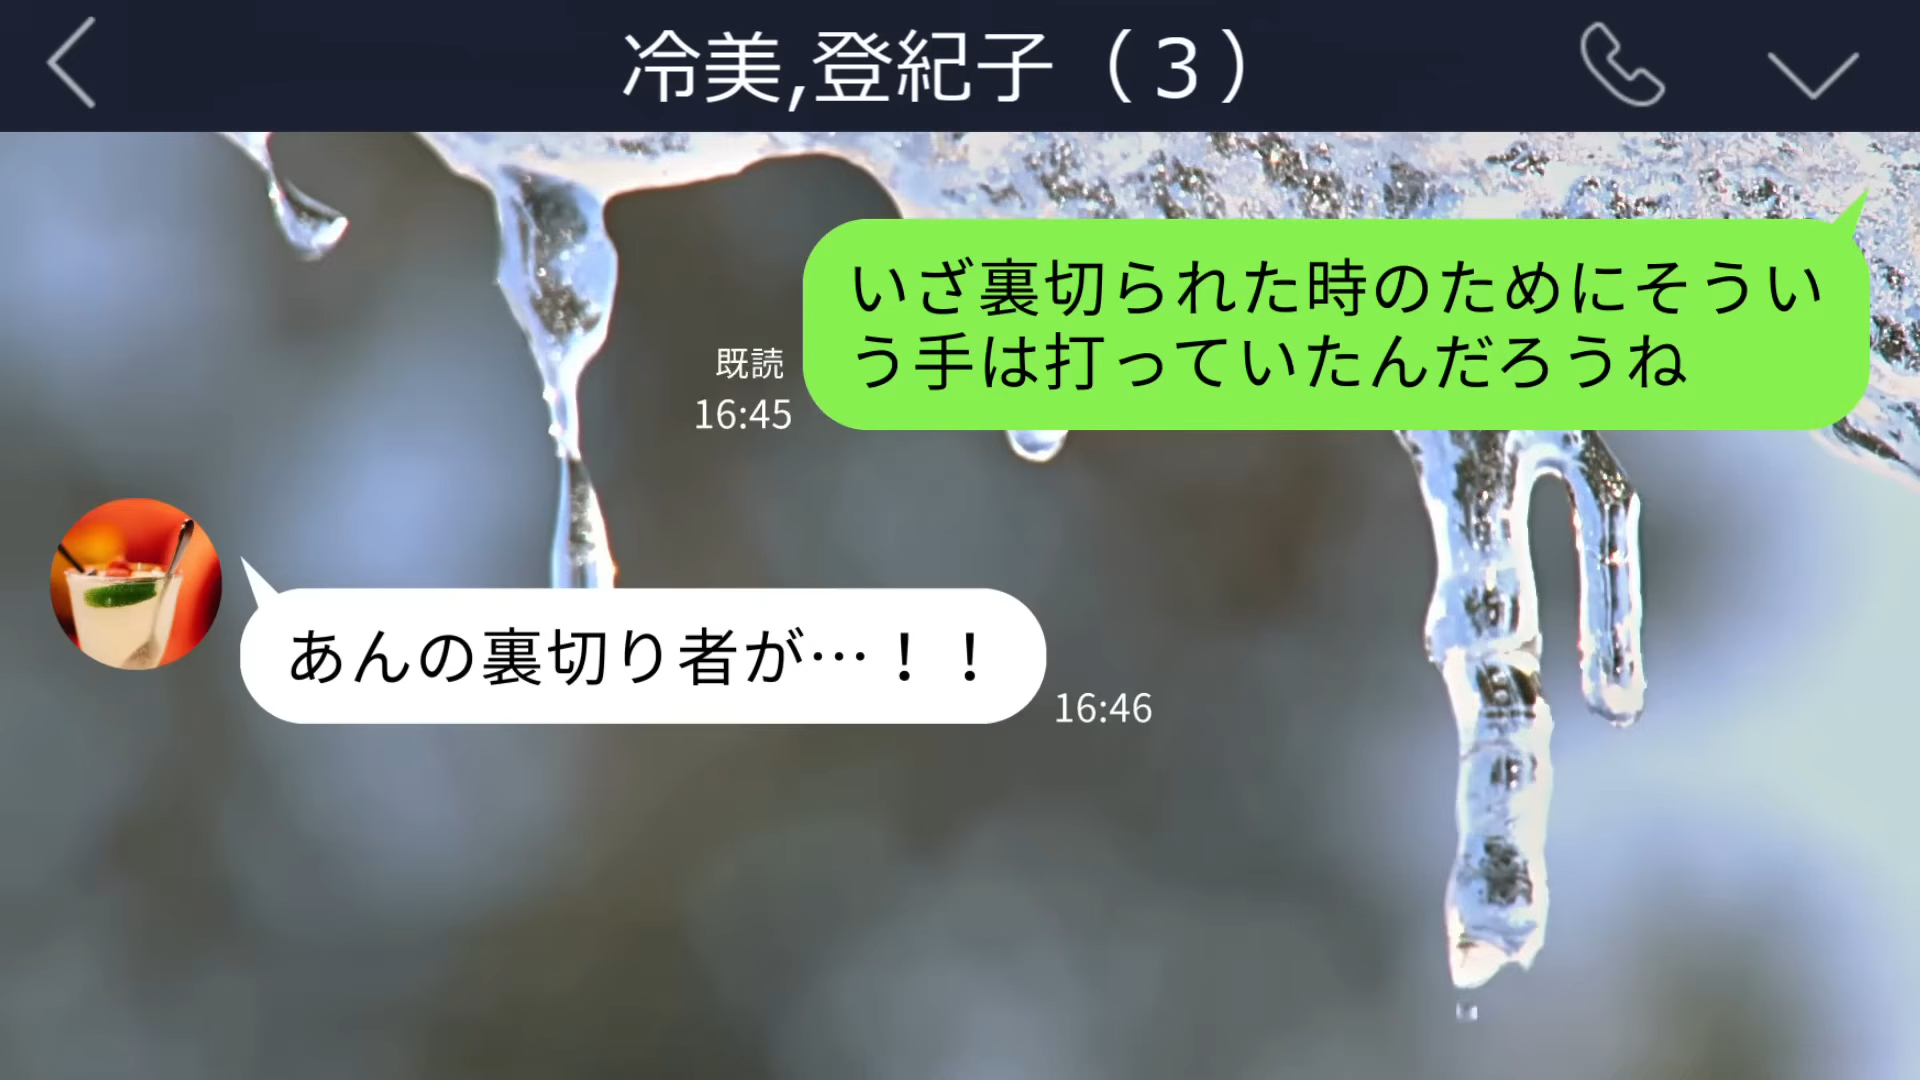 冷美,登紀子（3）
いざ裏切られた時のためにそうい
う手は打っていたんだろうね
既読
16:45
あんの裏切り者が…！！
16:46